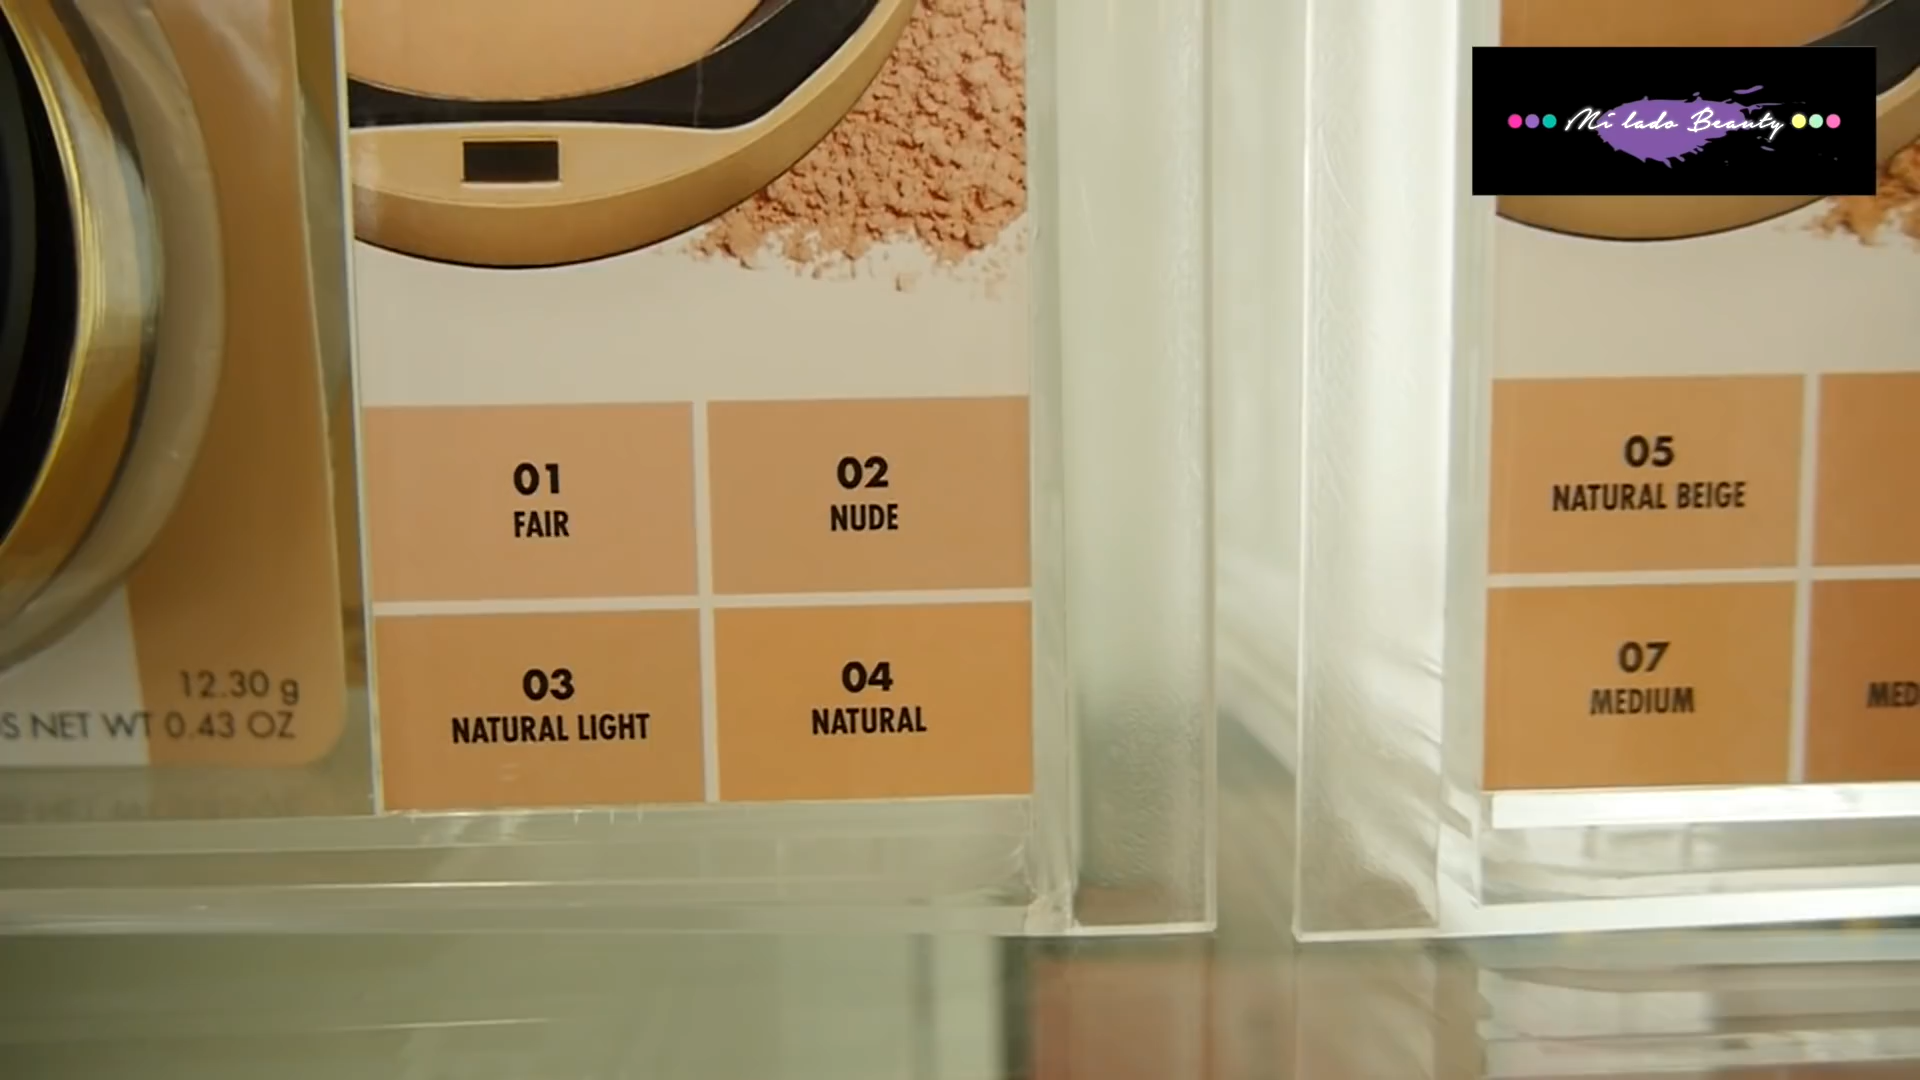 Mi lado Beauty
12.30 g
NET WT 0.43 OZ
01
FAIR
02
NUDE
03
NATURAL LIGHT
04
NATURAL
05
NATURAL BEIGE
07
MEDIUM
MED